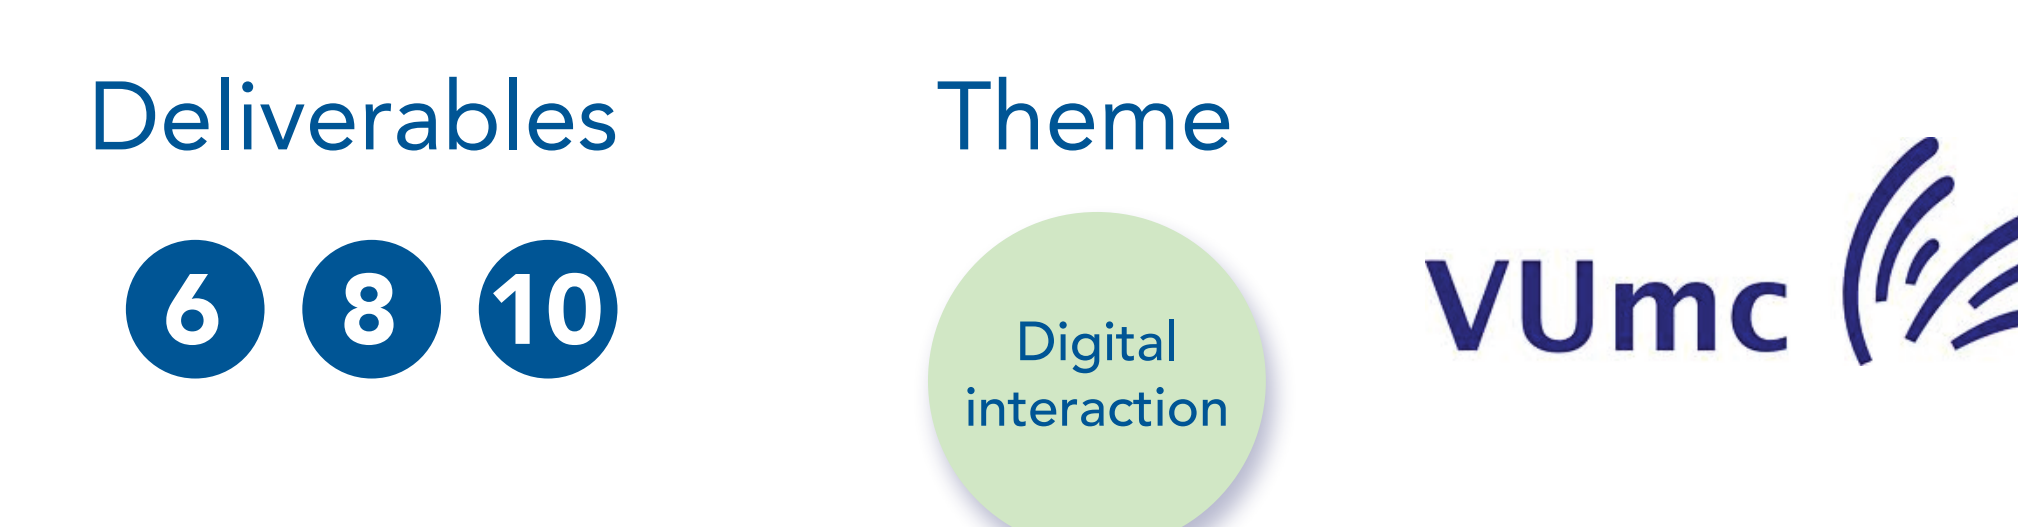 Deliverables
6 8 10
Theme
Digital
interaction
VUmc